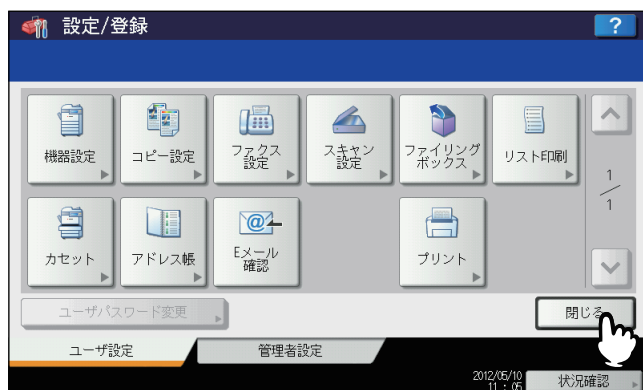 設定/登録
?
機器設定
コピー設定
ファクス
設定
スキャン
設定
ファイリング
ボックス
リスト印刷
1
1
カセット
アドレス帳
@
Eメール
確認
プリント
ユーザパスワード変更
閉じる
ユーザ設定
管理者設定
2012/05/10
11 : 05
状況確認